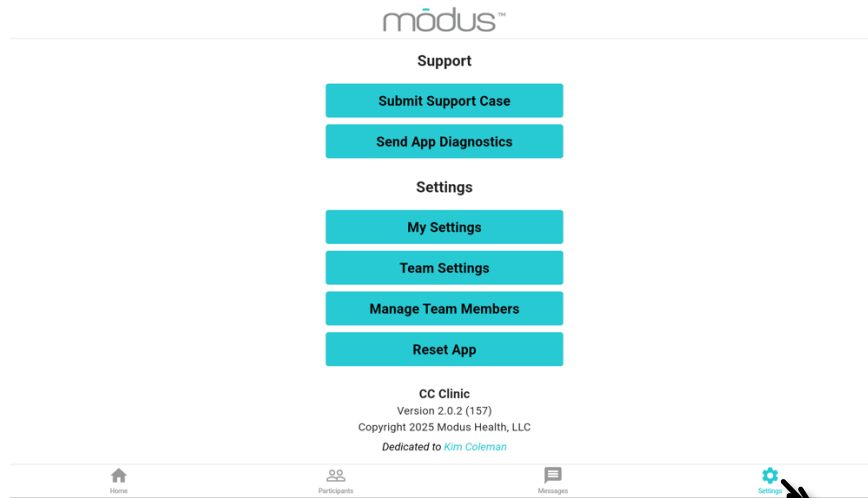 mōdus™
Support
Submit Support Case
Send App Diagnostics
Settings
My Settings
Team Settings
Manage Team Members
Reset App
CC Clinic
Version 2.0.2 (157)
Copyright 2025 Modus Health, LLC
Dedicated to Kim Coleman
Home
Participants
Messages
Settings